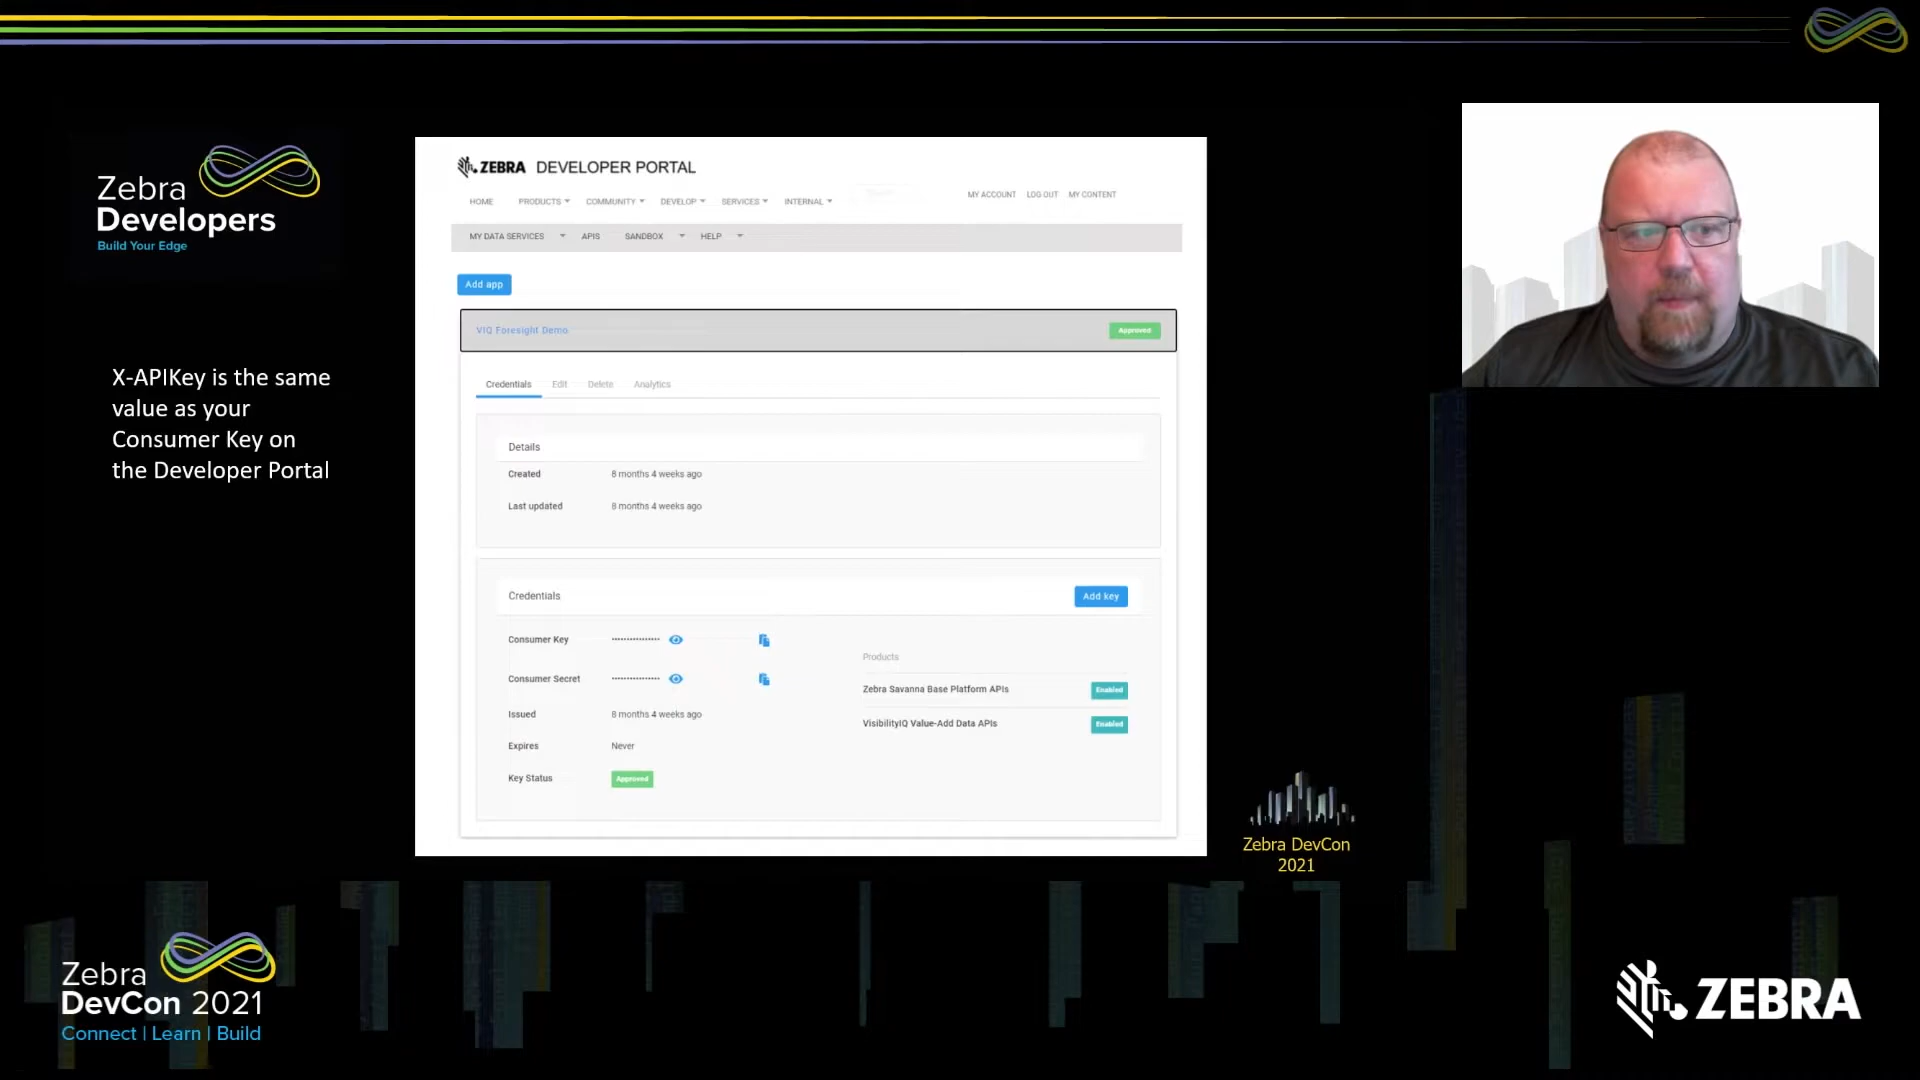 Zebra
Developers
Build Your Edge
X-APIKey is the same
value as your
Consumer Key on
the Developer Portal
ZEBRA DEVELOPER PORTAL
HOME PRODUCTS COMMUNITY DEVELOP SERVICES INTERNAL
MY ACCOUNT LOG OUT MY CONTENT
MY DATA SERVICES APIS SANDBOX HELP
Add app
VIQ Foresight Demo
Approved
Credentials Edit Delete Analytics
Details
Created 8 months 4 weeks ago
Last updated 8 months 4 weeks ago
Credentials
Add key
Consumer Key ••••••••••••••••
Consumer Secret ••••••••••••••••
Issued 8 months 4 weeks ago
Expires Never
Key Status Approved
Products
Zebra Savanna Base Platform APIs Enabled
VisibilityIQ Value-Add Data APIs Enabled
Zebra DevCon
2021
Zebra
DevCon 2021
Connect | Learn | Build
ZEBRA